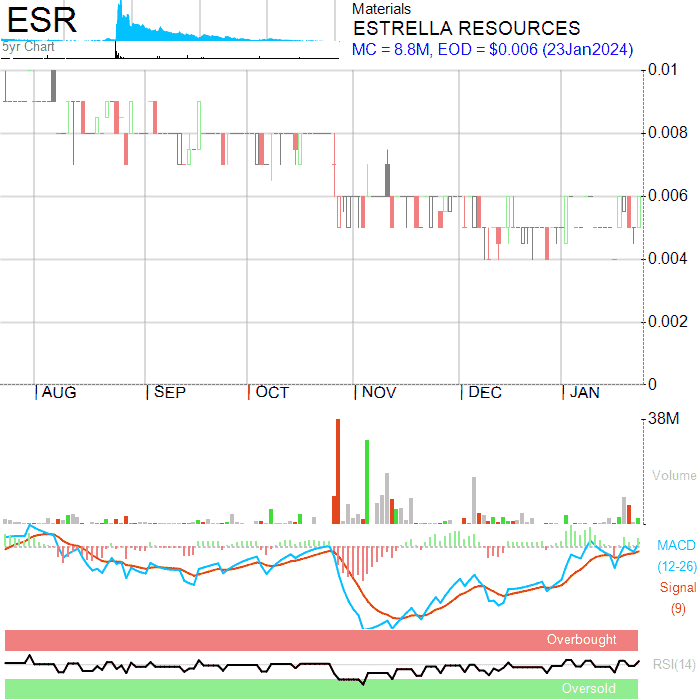 ESR
5yr Chart
Materials
ESTRELLA RESOURCES
MC = 8.8M, EOD = $0.006 (23Jan2024)
0.01
0.008
0.006
0.004
0.002
0
AUG SEP OCT NOV DEC JAN
38M
Volume
MACD
(12-26)
Signal
(9)
Overbought
RSI(14)
Oversold